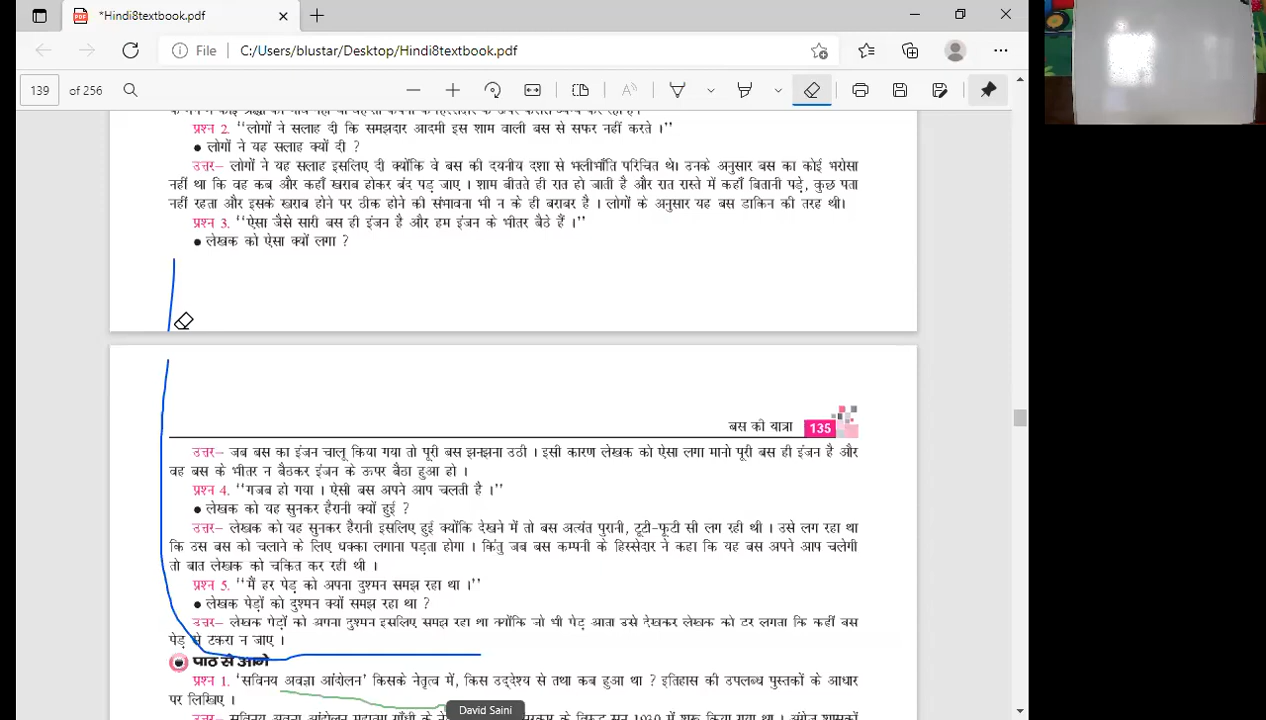 *Hindi8textbook.pdf
File C:/Users/blustar/Desktop/Hindi8textbook.pdf
139 of 256
प्रश्न 2. “लोगों ने सलाह दी कि समझदार आदमी इस शाम वाली बस से सफर नहीं करते ।”
● लोगों ने यह सलाह क्यों दी ?
उत्तर– लोगों ने यह सलाह इसलिए दी क्योंकि वे बस की दयनीय दशा से भलीभाँति परिचित थे। उनके अनुसार बस का कोई भरोसा
नहीं था कि वह कब और कहाँ खराब होकर बंद पड़ जाए । शाम बीतते ही रात हो जाती है और रात रास्ते में कहाँ बितानी पड़े, कुछ पता
नहीं रहता और इसके खराब होने पर ठीक होने की संभावना भी न के ही बराबर है । लोगों के अनुसार यह बस डाकिन की तरह थी।
प्रश्न 3. “ऐसा जैसे सारी बस ही इंजन है और हम इंजन के भीतर बैठे हैं ।”
● लेखक को ऐसा क्यों लगा ?
बस की यात्रा 135
उत्तर– जब बस का इंजन चालू किया गया तो पूरी बस झनझना उठी । इसी कारण लेखक को ऐसा लगा मानो पूरी बस ही इंजन है और
वह बस के भीतर न बैठकर इंजन के ऊपर बैठा हुआ हो ।
प्रश्न 4. “गजब हो गया । ऐसी बस अपने आप चलती है ।”
● लेखक को यह सुनकर हैरानी क्यों हुई ?
उत्तर– लेखक को यह सुनकर हैरानी इसलिए हुई क्योंकि देखने में तो बस अत्यंत पुरानी, टूटी-फूटी सी लग रही थी । उसे लग रहा था
कि उस बस को चलाने के लिए धक्का लगाना पड़ता होगा । किंतु जब बस कम्पनी के हिस्सेदार ने कहा कि यह बस अपने आप चलेगी
तो बात लेखक को चकित कर रही थी ।
प्रश्न 5. “मैं हर पेड़ को अपना दुश्मन समझ रहा था ।”
● लेखक पेड़ों को दुश्मन क्यों समझ रहा था ?
उत्तर– लेखक पेड़ों को अपना दुश्मन इसलिए समझ रहा था क्योंकि जो भी पेड़ आता उसे देखकर लेखक को डर लगता कि कहीं बस
पेड़ से टकरा न जाए ।
पाठ से आगे
प्रश्न 1. ‘सविनय अवज्ञा आंदोलन’ किसके नेतृत्व में, किस उद्देश्य से तथा कब हुआ था ? इतिहास की उपलब्ध पुस्तकों के आधार
पर लिखिए ।
David Saini